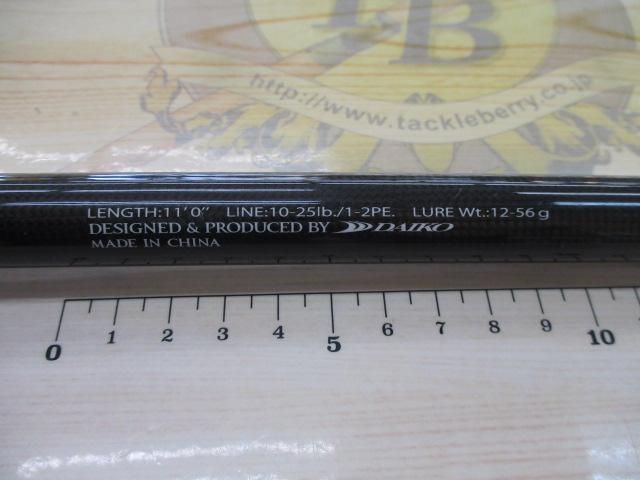 TB
http://www.tackleberry.co.jp
LENGTH:11'0" LINE:10-25lb./1-2PE. LURE Wt.:12-56g
DESIGNED & PRODUCED BY DAIKO
MADE IN CHINA
0 1 2 3 4 5 6 7 8 9 10